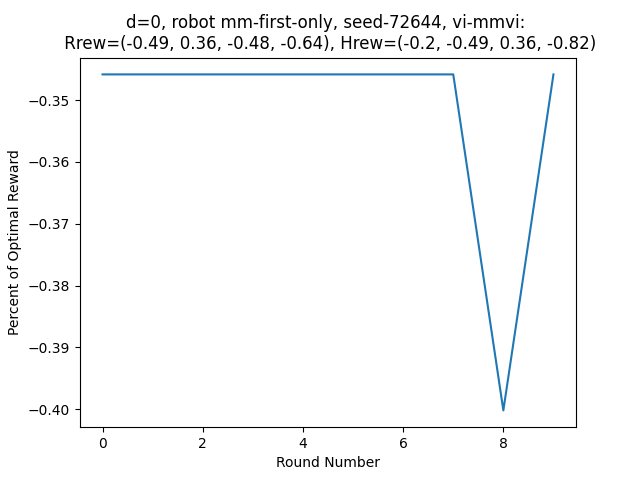 d=0, robot mm-first-only, seed-72644, vi-mmvi:
Rrew=(-0.49, 0.36, -0.48, -0.64), Hrew=(-0.2, -0.49, 0.36, -0.82)
−0.35
−0.36
−0.37
−0.38
−0.39
−0.40
Percent of Optimal Reward
0 2 4 6 8
Round Number